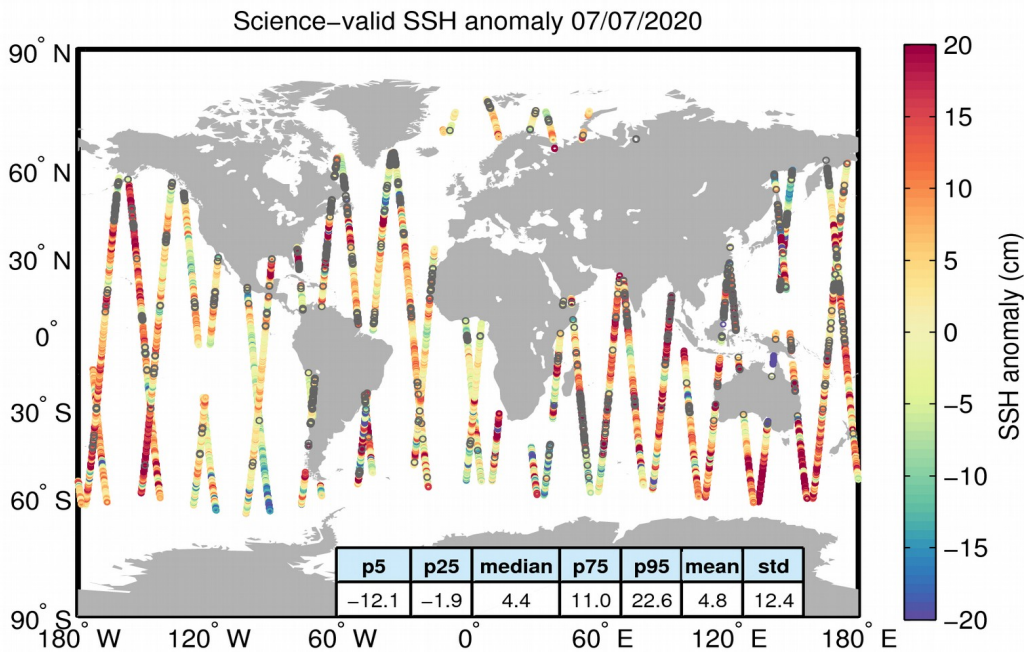 Science−valid SSH anomaly 07/07/2020
90° N
60° N
30° N
0°
30° S
60° S
90° S
180° W
120° W
60° W
0°
60° E
120° E
180° E
p5 p25 median p75 p95 mean std
−12.1 −1.9 4.4 11.0 22.6 4.8 12.4
20
15
10
5
0
−5
−10
−15
−20
SSH anomaly (cm)